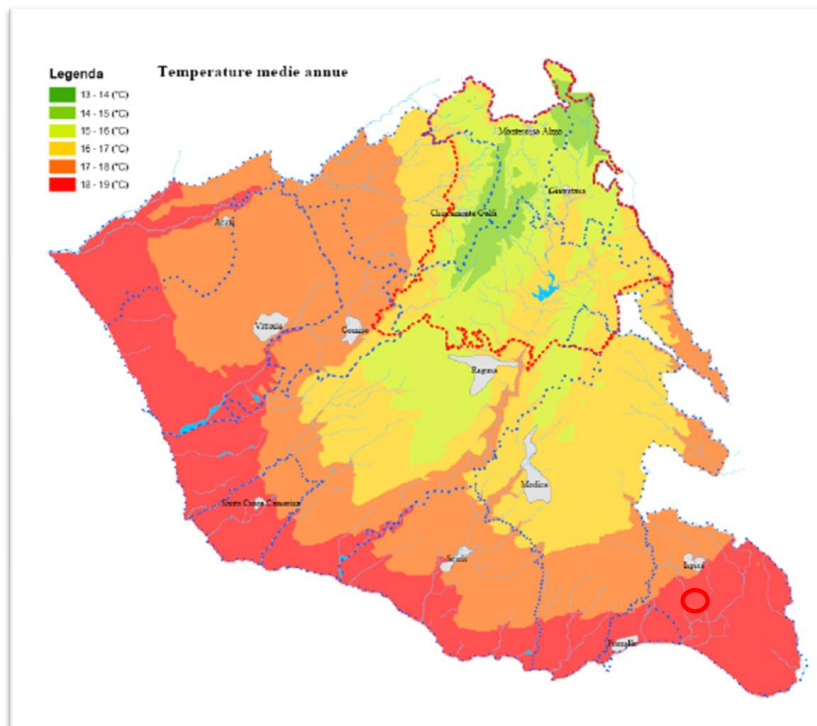 Legenda
Temperature medie annue
13 - 14 (°C)
14 - 15 (°C)
15 - 16 (°C)
16 - 17 (°C)
17 - 18 (°C)
18 - 19 (°C)
Monterosso Almo
Giarratana
Chiaramonte Gulfi
Acate
Vittoria
Comiso
Ragusa
Modica
Santa Croce Camerina
Scicli
Ispica
Pozzallo